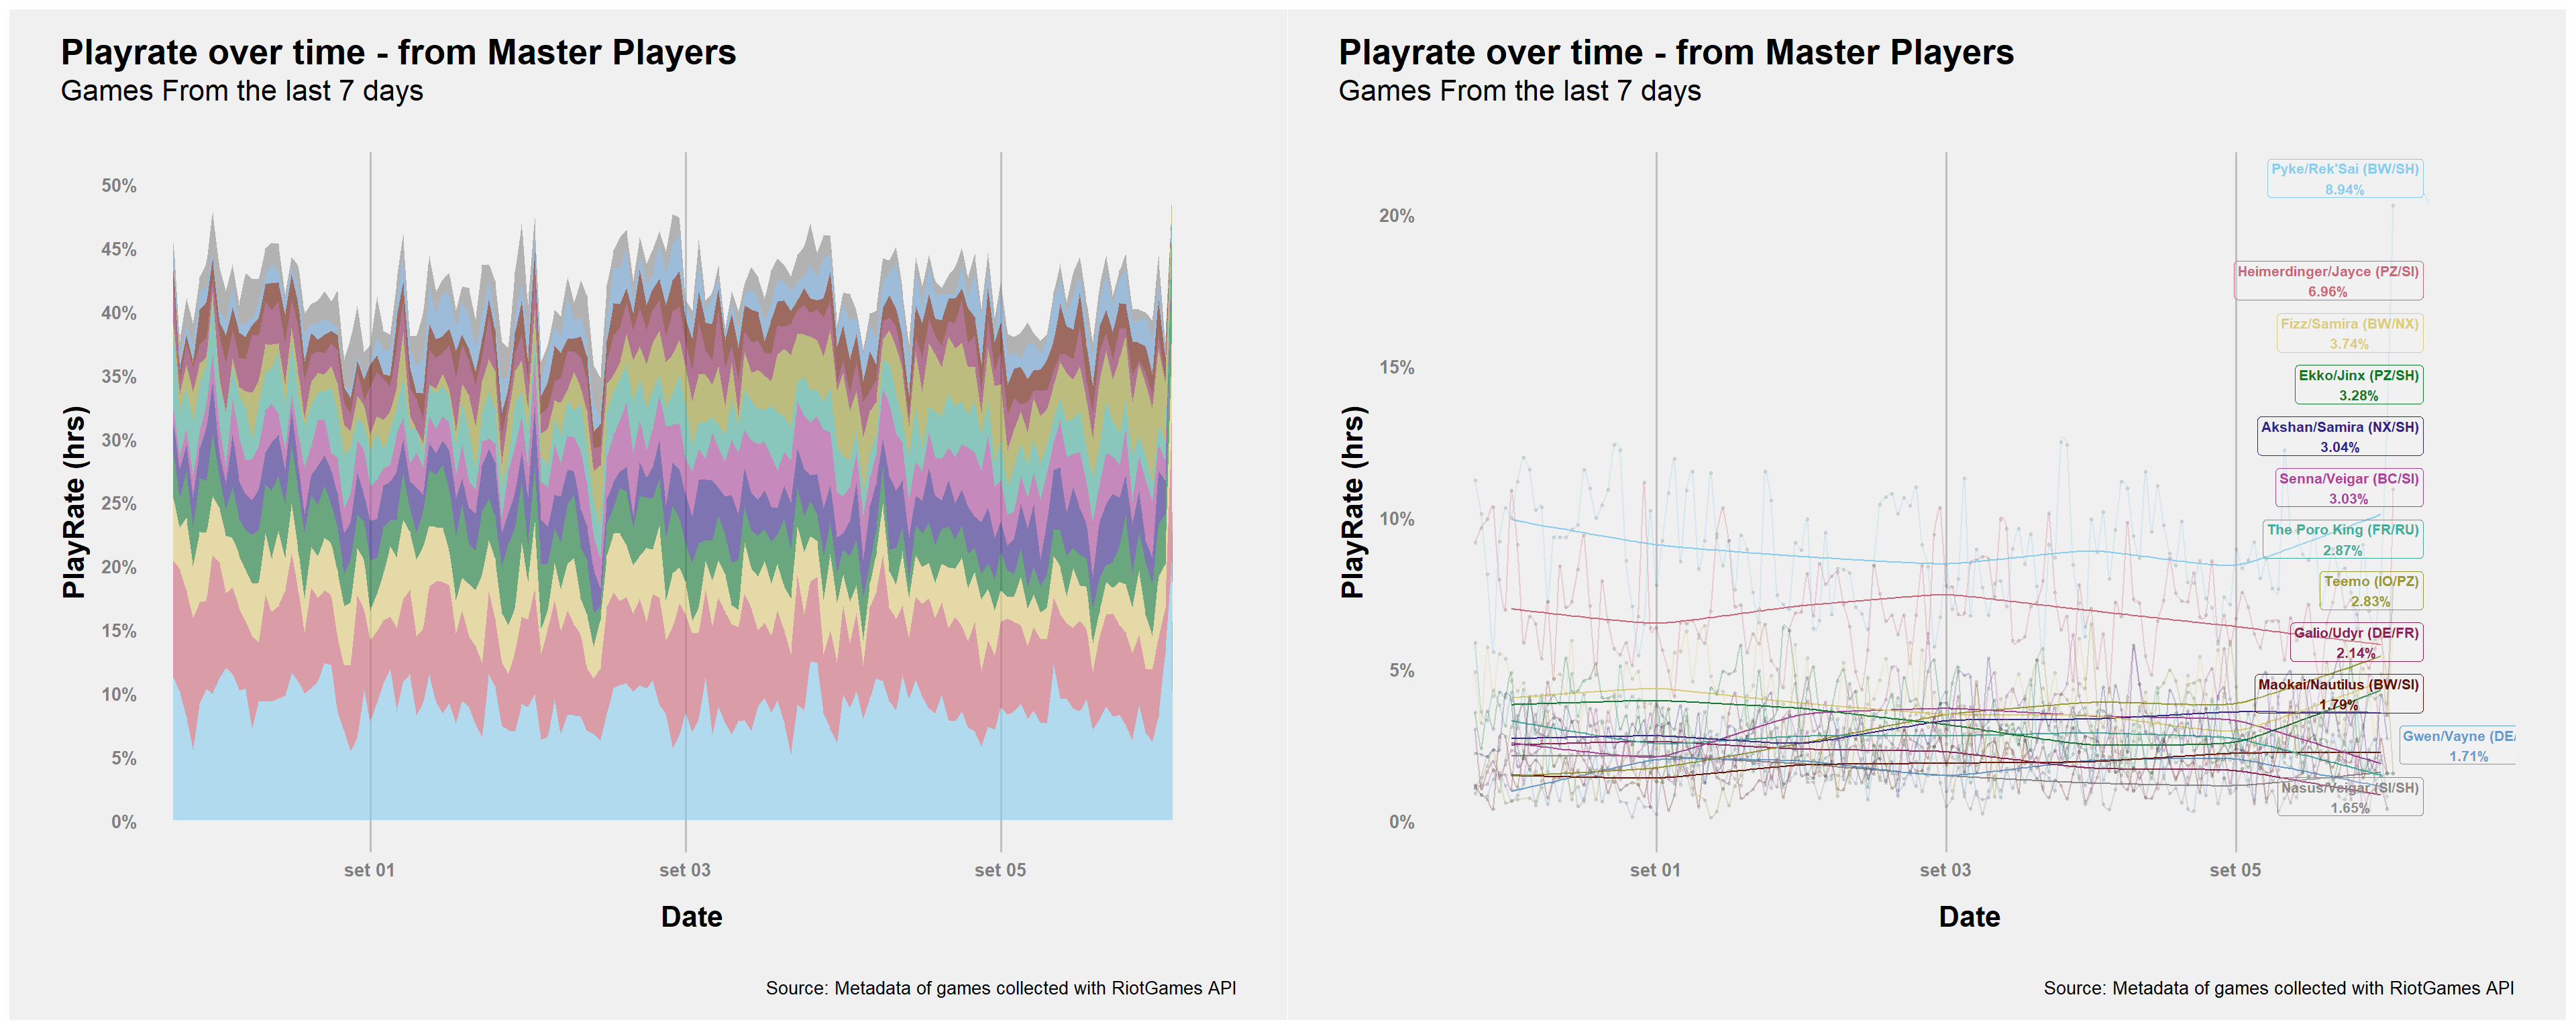 Playrate over time - from Master Players
Games From the last 7 days
PlayRate (hrs)
50%
45%
40%
35%
30%
25%
20%
15%
10%
5%
0%
set 01
set 03
set 05
Date
Source: Metadata of games collected with RiotGames API
Playrate over time - from Master Players
Games From the last 7 days
PlayRate (hrs)
20%
15%
10%
5%
0%
Pyke/Rek'Sai (BW/SH)
8.94%
Heimerdinger/Jayce (PZ/SI)
6.96%
Fizz/Samira (BW/NX)
3.74%
Ekko/Jinx (PZ/SH)
3.28%
Akshan/Samira (NX/SH)
3.04%
Senna/Veigar (BC/SI)
3.03%
The Poro King (FR/RU)
2.87%
Teemo (IO/PZ)
2.83%
Galio/Udyr (DE/FR)
2.14%
Maokai/Nautilus (BW/SI)
1.79%
Gwen/Vayne (DE/
1.71%
Nasus/Veigar (SI/SH)
1.65%
set 01
set 03
set 05
Date
Source: Metadata of games collected with RiotGames API